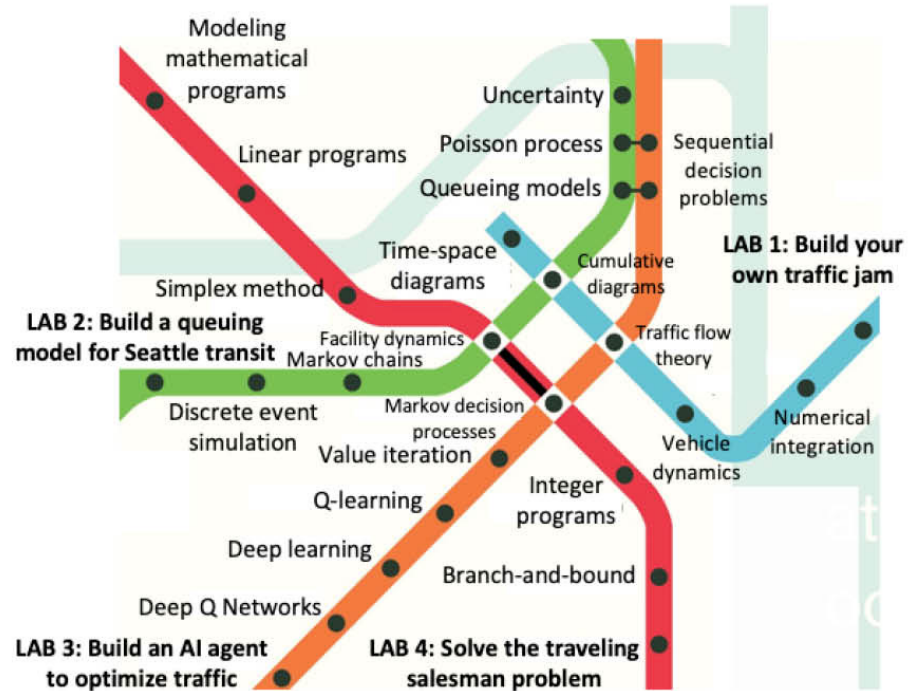 Modeling
mathematical
programs
Linear programs
Simplex method
Uncertainty
Poisson process
Queueing models
Sequential
decision
problems
Time-space
diagrams
Cumulative
diagrams
LAB 1: Build your
own traffic jam
LAB 2: Build a queuing
model for Seattle transit
Facility dynamics
Markov chains
Traffic flow
theory
Discrete event
simulation
Markov decision
processes
Vehicle
dynamics
Numerical
integration
Value iteration
Integer
programs
Q-learning
Deep learning
Branch-and-bound
Deep Q Networks
LAB 3: Build an AI agent
to optimize traffic
LAB 4: Solve the traveling
salesman problem